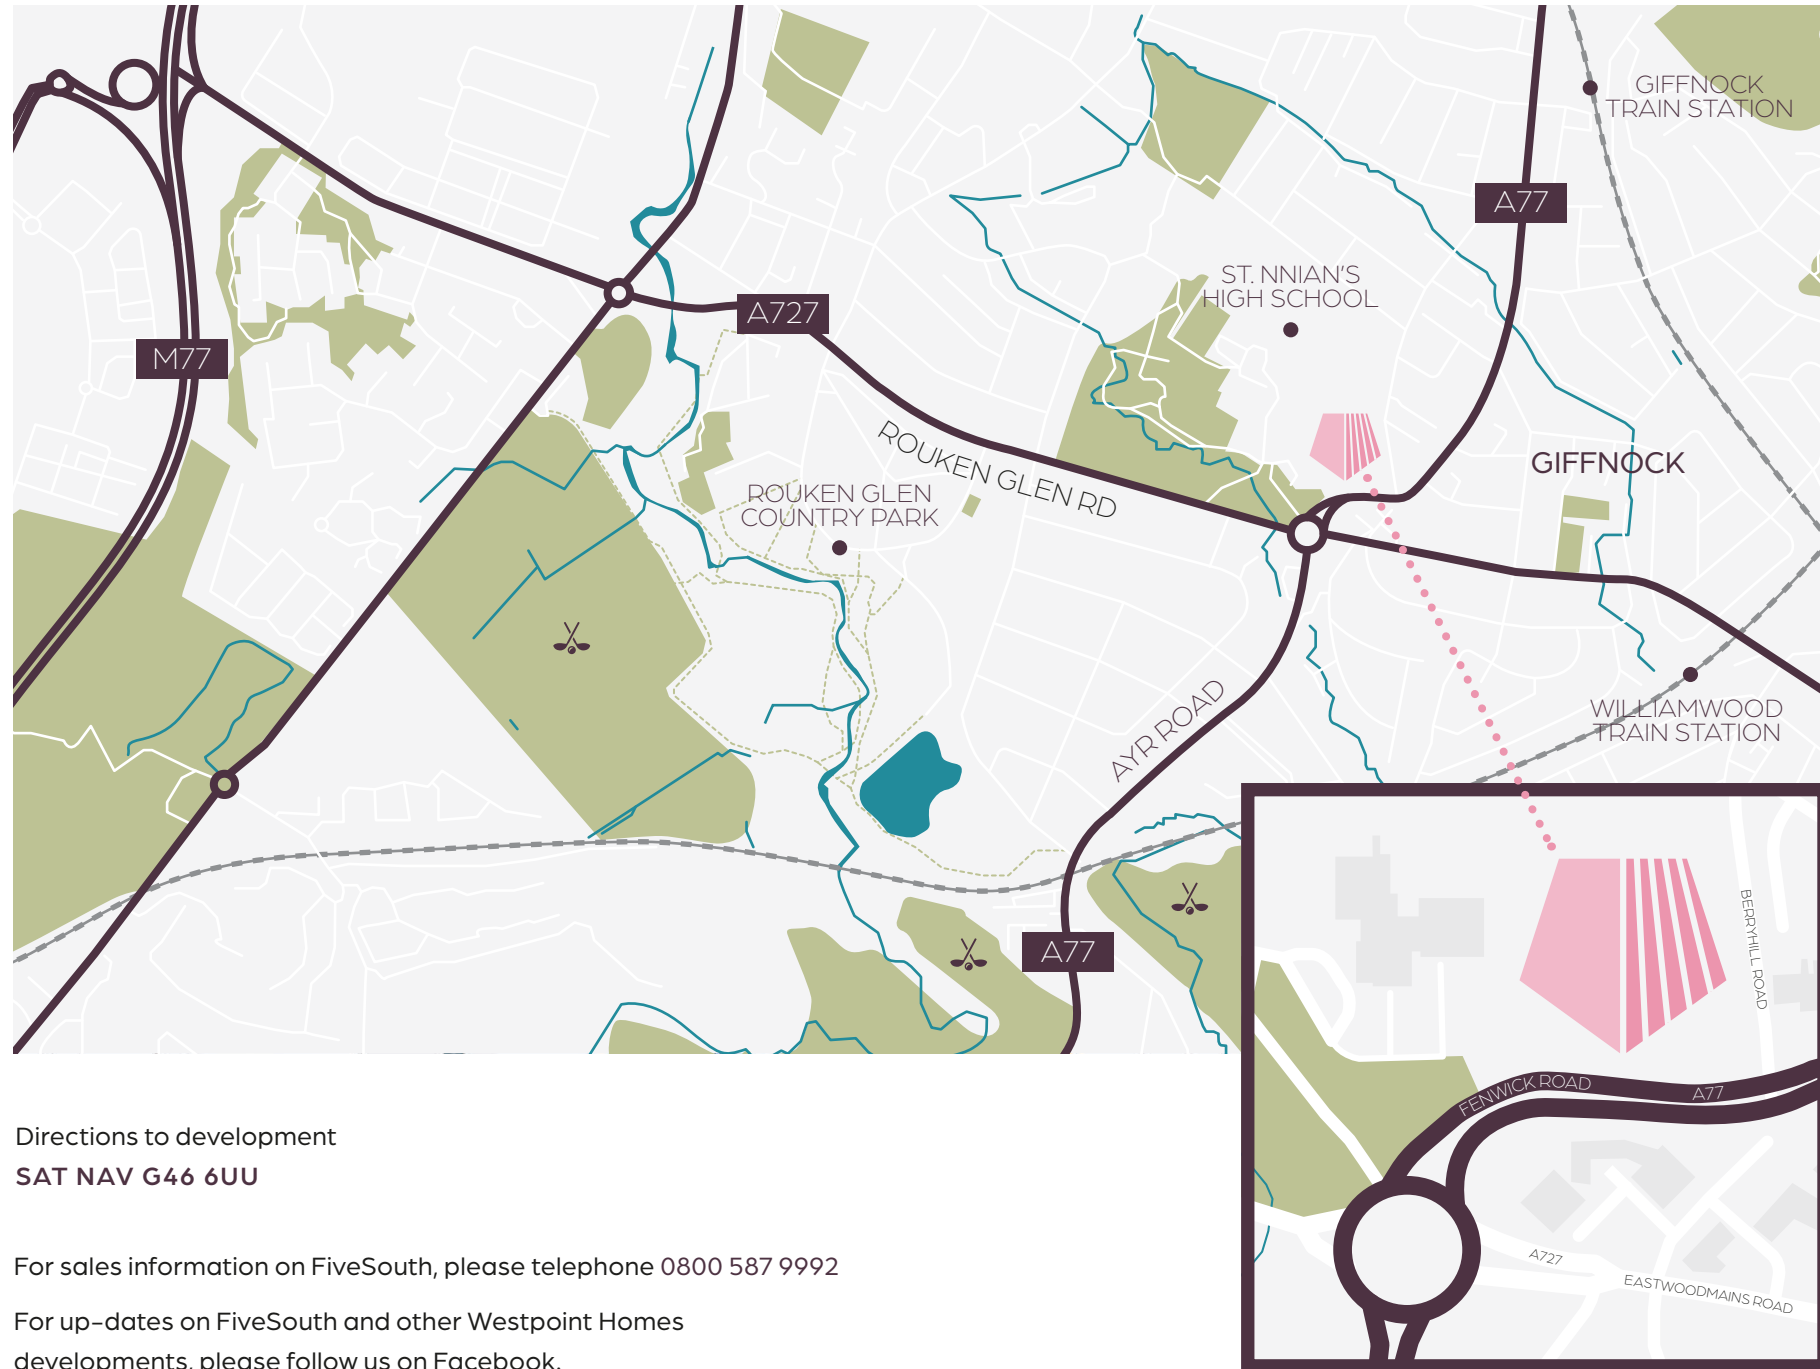 GIFFNOCK
TRAIN STATION
A77
ST. NNIAN'S
HIGH SCHOOL
A727
M77
ROUKEN GLEN RD
GIFFNOCK
ROUKEN GLEN
COUNTRY PARK
AYR ROAD
WILLIAMWOOD
TRAIN STATION
A77
BERRYHILL ROAD
FENWICK ROAD
A77
A727
EASTWOODMAINS ROAD
Directions to development
SAT NAV G46 6UU
For sales information on FiveSouth, please telephone 0800 587 9992
For up-dates on FiveSouth and other Westpoint Homes
developments, please follow us on Facebook.